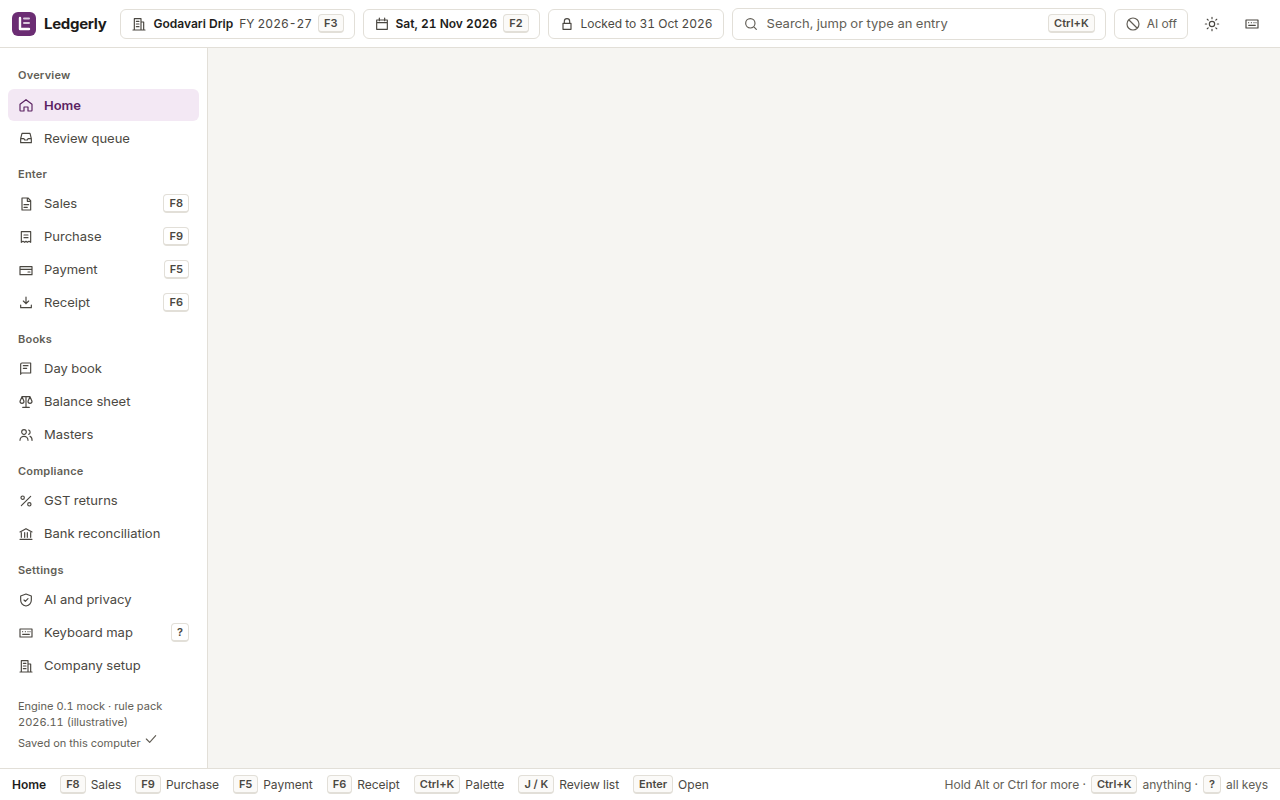 Ledgerly
Godavari Drip FY 2026-27 F3
Sat, 21 Nov 2026 F2
Locked to 31 Oct 2026
Search, jump or type an entry Ctrl+K
AI off
Overview
Home
Review queue
Enter
Sales F8
Purchase F9
Payment F5
Receipt F6
Books
Day book
Balance sheet
Masters
Compliance
GST returns
Bank reconciliation
Settings
AI and privacy
Keyboard map ?
Company setup
Engine 0.1 mock · rule pack
2026.11 (illustrative)
Saved on this computer
Home F8 Sales F9 Purchase F5 Payment F6 Receipt Ctrl+K Palette J / K Review list Enter Open Hold Alt or Ctrl for more · Ctrl+K anything · ? all keys